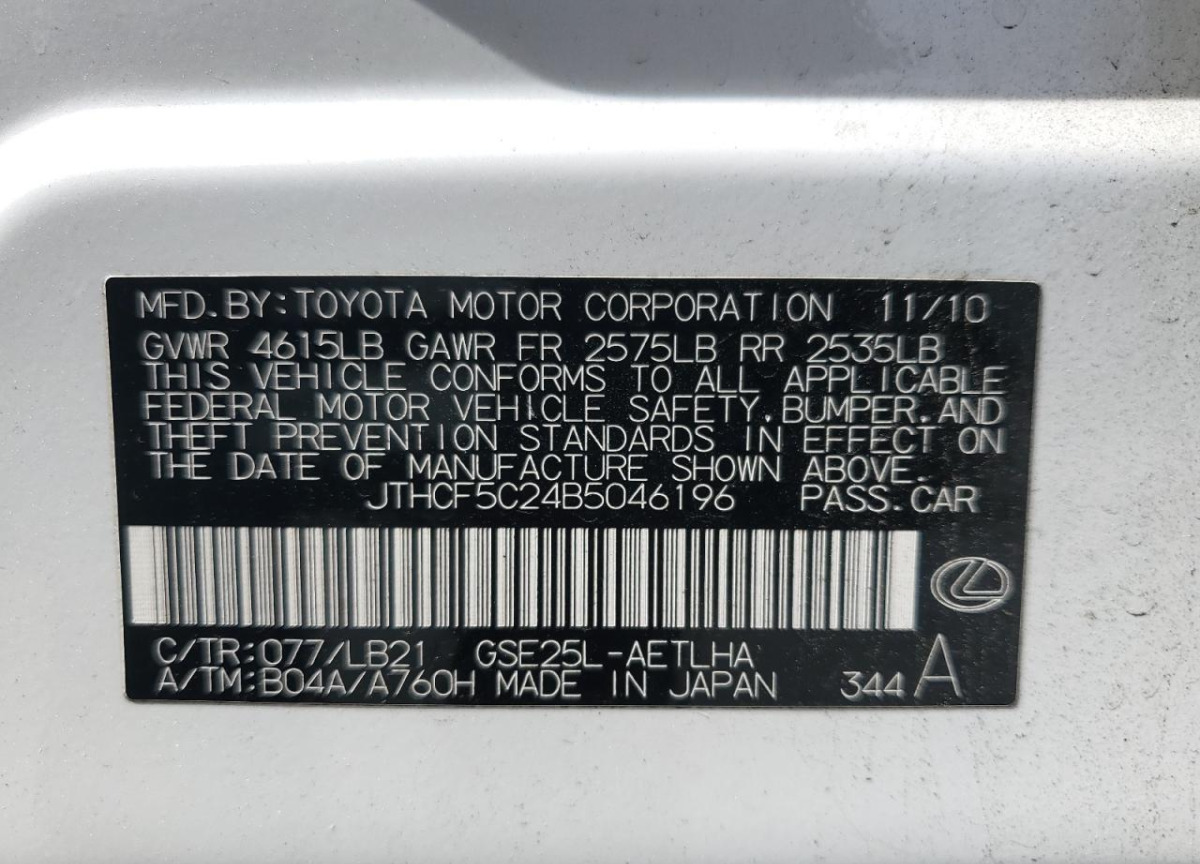 MFD. BY: TOYOTA MOTOR CORPORATION 11/10
GVWR 4615LB GAWR FR 2575LB RR 2535LB
THIS VEHICLE CONFORMS TO ALL APPLICABLE
FEDERAL MOTOR VEHICLE SAFETY, BUMPER, AND
THEFT PREVENTION STANDARDS IN EFFECT ON
THE DATE OF MANUFACTURE SHOWN ABOVE.
JTHCF5C24B5046196 PASS. CAR
C/TR: 077/LB21 GSE25L-AETLHA
A/TM: B04A/A760H MADE IN JAPAN 344 A